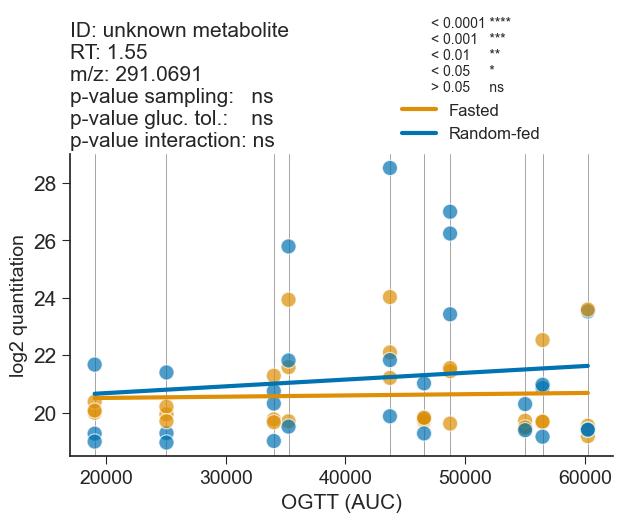 ID: unknown metabolite
RT: 1.55
m/z: 291.0691
p-value sampling: ns
p-value gluc. tol.: ns
p-value interaction: ns
< 0.0001 ****
< 0.001 ***
< 0.01 **
< 0.05 *
> 0.05 ns
Fasted
Random-fed
log2 quantitation
28
26
24
22
20
20000 30000 40000 50000 60000
OGTT (AUC)